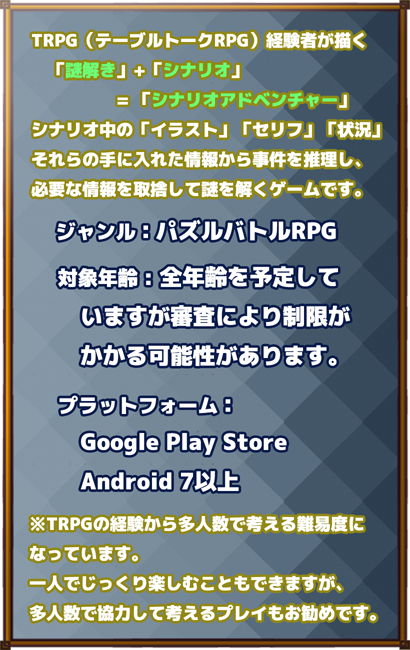 TRPG（テーブルトークRPG）経験者が描く
「謎解き」+「シナリオ」
＝「シナリオアドベンチャー」
シナリオ中の「イラスト」「セリフ」「状況」
それらの手に入れた情報から事件を推理し、
必要な情報を取捨して謎を解くゲームです。
ジャンル：パズルバトルRPG
対象年齢：全年齢を予定して
いますが審査により制限が
かかる可能性があります。
プラットフォーム：
Google Play Store
Android 7以上
※TRPGの経験から多人数で考える難易度に
なっています。
一人でじっくり楽しむこともできますが、
多人数で協力して考えるプレイもお勧めです。